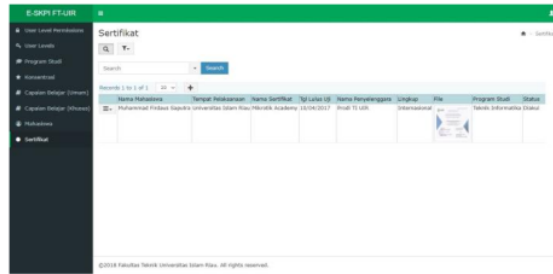 E-SKPI FT-UIR
User Level Permissions
User Levels
Program Studi
Konsentrasi
Capaian Belajar (Umum)
Capaian Belajar (Khusus)
Mahasiswa
Sertifikat
Sertifikat
Search
Search
Records 1 to 1 of 1
20
Nama Mahasiswa Tempat Pelaksanaan Nama Sertifikat Tgl Lulus Uji Nama Penyelenggara Lingkup File Program Studi Status
Muhammad Firdaus Saputra Universitas Islam Riau Mikrotik Academy 18/04/2017 Prodi TI UIR Internasional Teknik Informatika Diakui
©2018 Fakultas Teknik Universitas Islam Riau. All rights reserved.